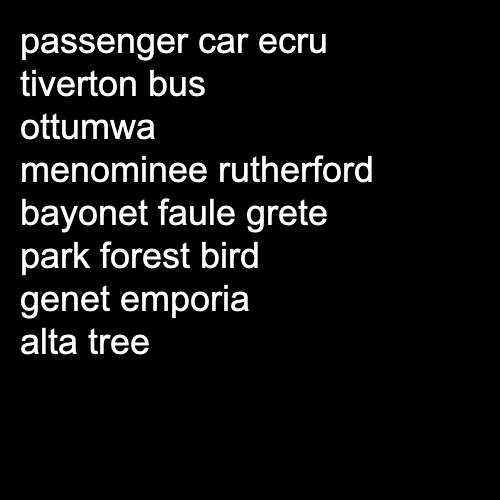 passenger car ecru
tiverton bus
ottumwa
menominee rutherford
bayonet faule grete
park forest bird
genet emporia
alta tree